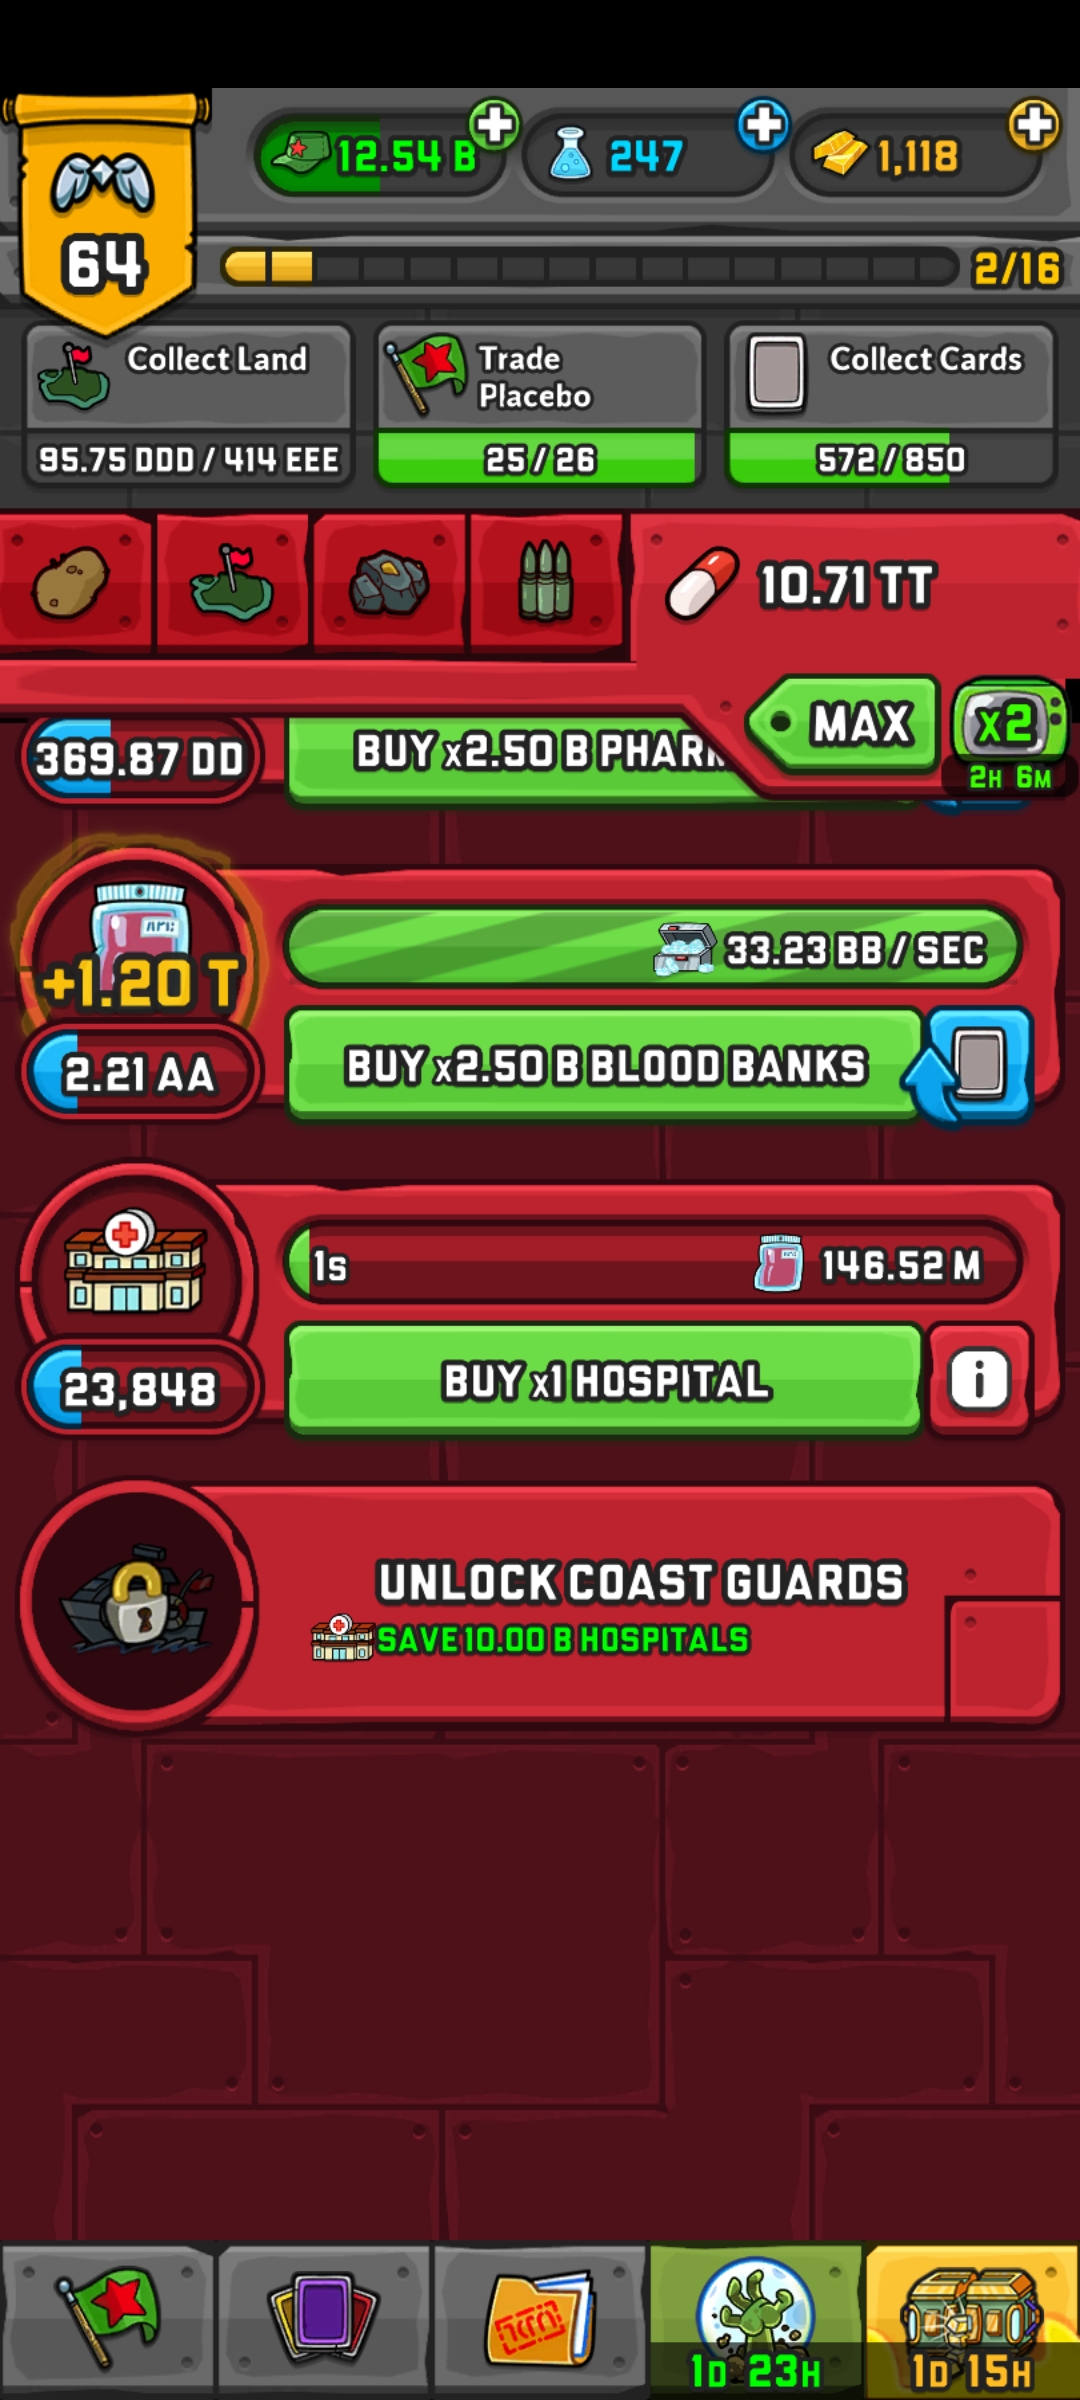 12.54 B
247
1,118
64
2/16
Collect Land
95.75 DDD / 414 EEE
Trade
Placebo
25 / 26
Collect Cards
572 / 850
10.71 TT
MAX
x2
2H 6M
369.87 DD
BUY x2.50 B
33.23 BB / SEC
+1.20 T
2.21 AA
BUY x2.50 B BLOOD BANKS
1s
146.52 M
23,848
BUY x1 HOSPITAL
i
UNLOCK COAST GUARDS
SAVE 10.00 B HOSPITALS
1D 23H
1D 15H